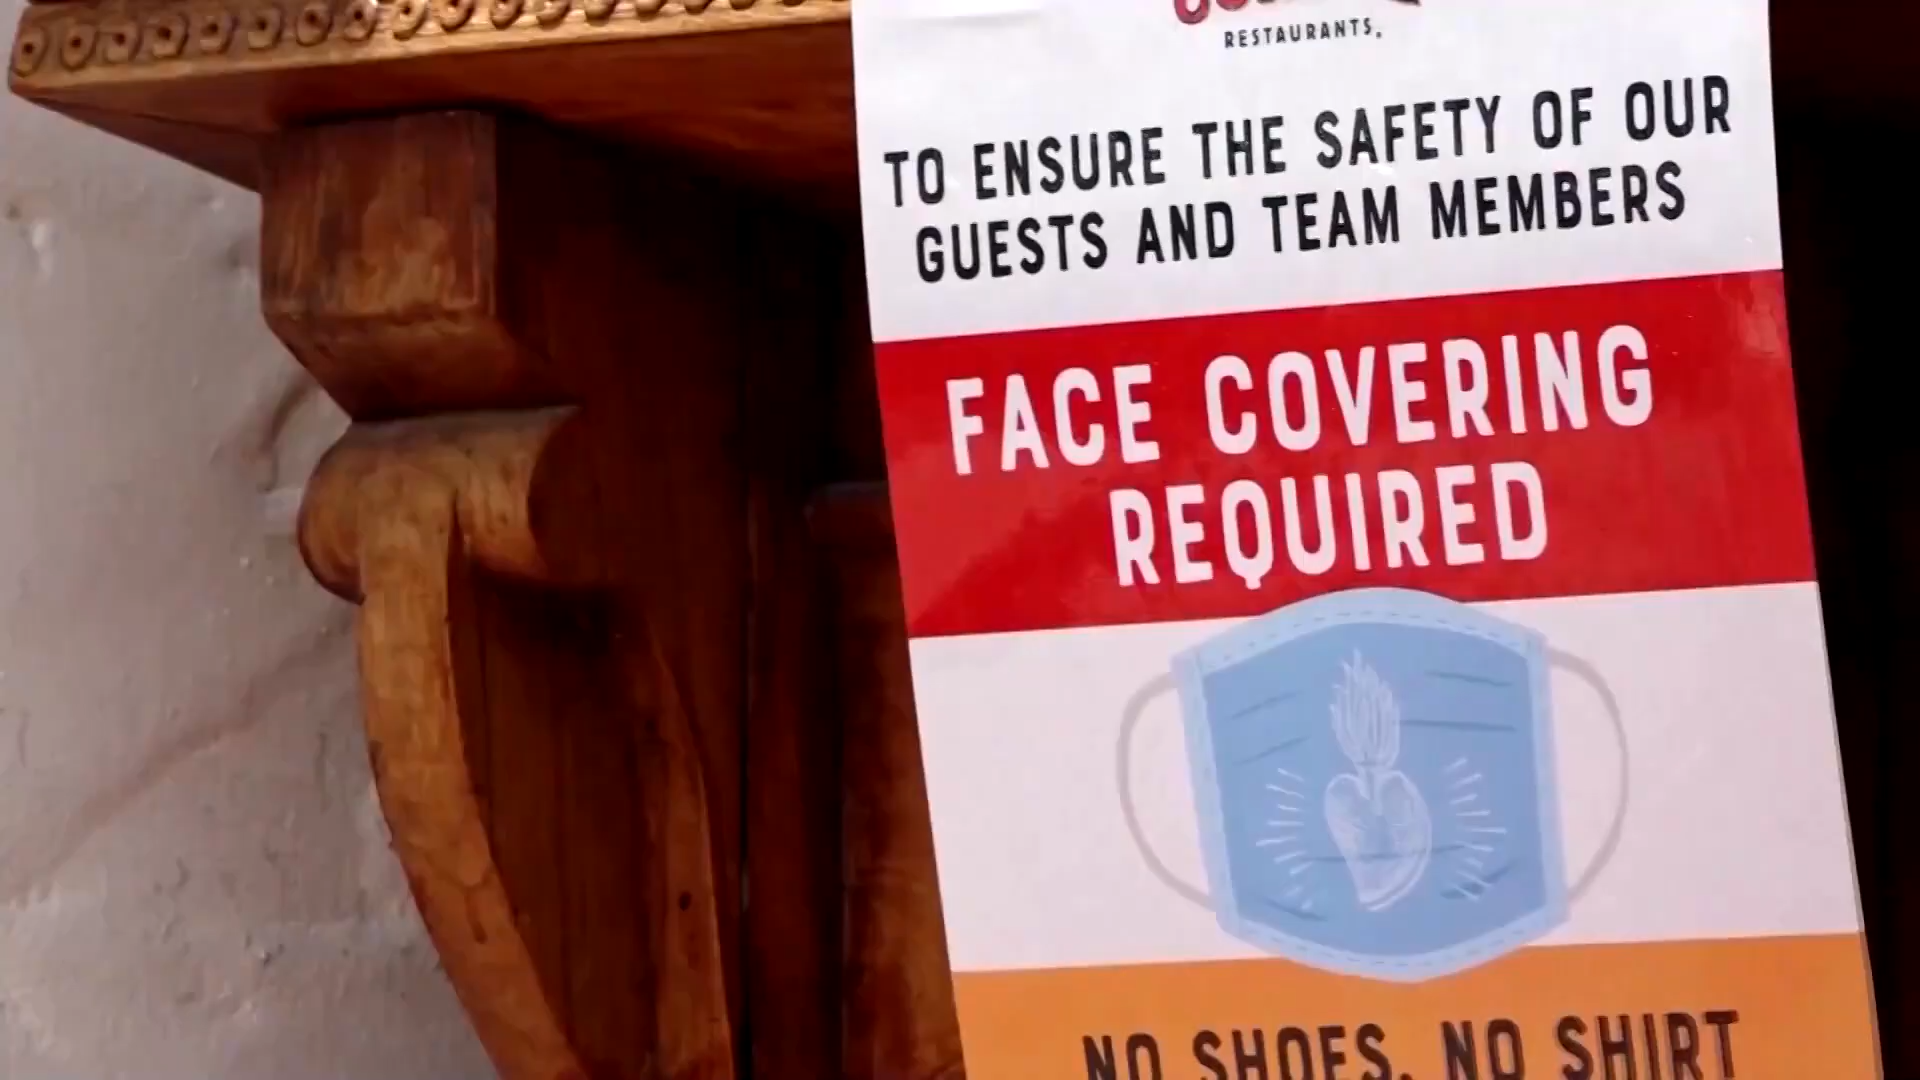 RESTAURANTS.
TO ENSURE THE SAFETY OF OUR
GUESTS AND TEAM MEMBERS
FACE COVERING
REQUIRED
NO SHOES, NO SHIRT